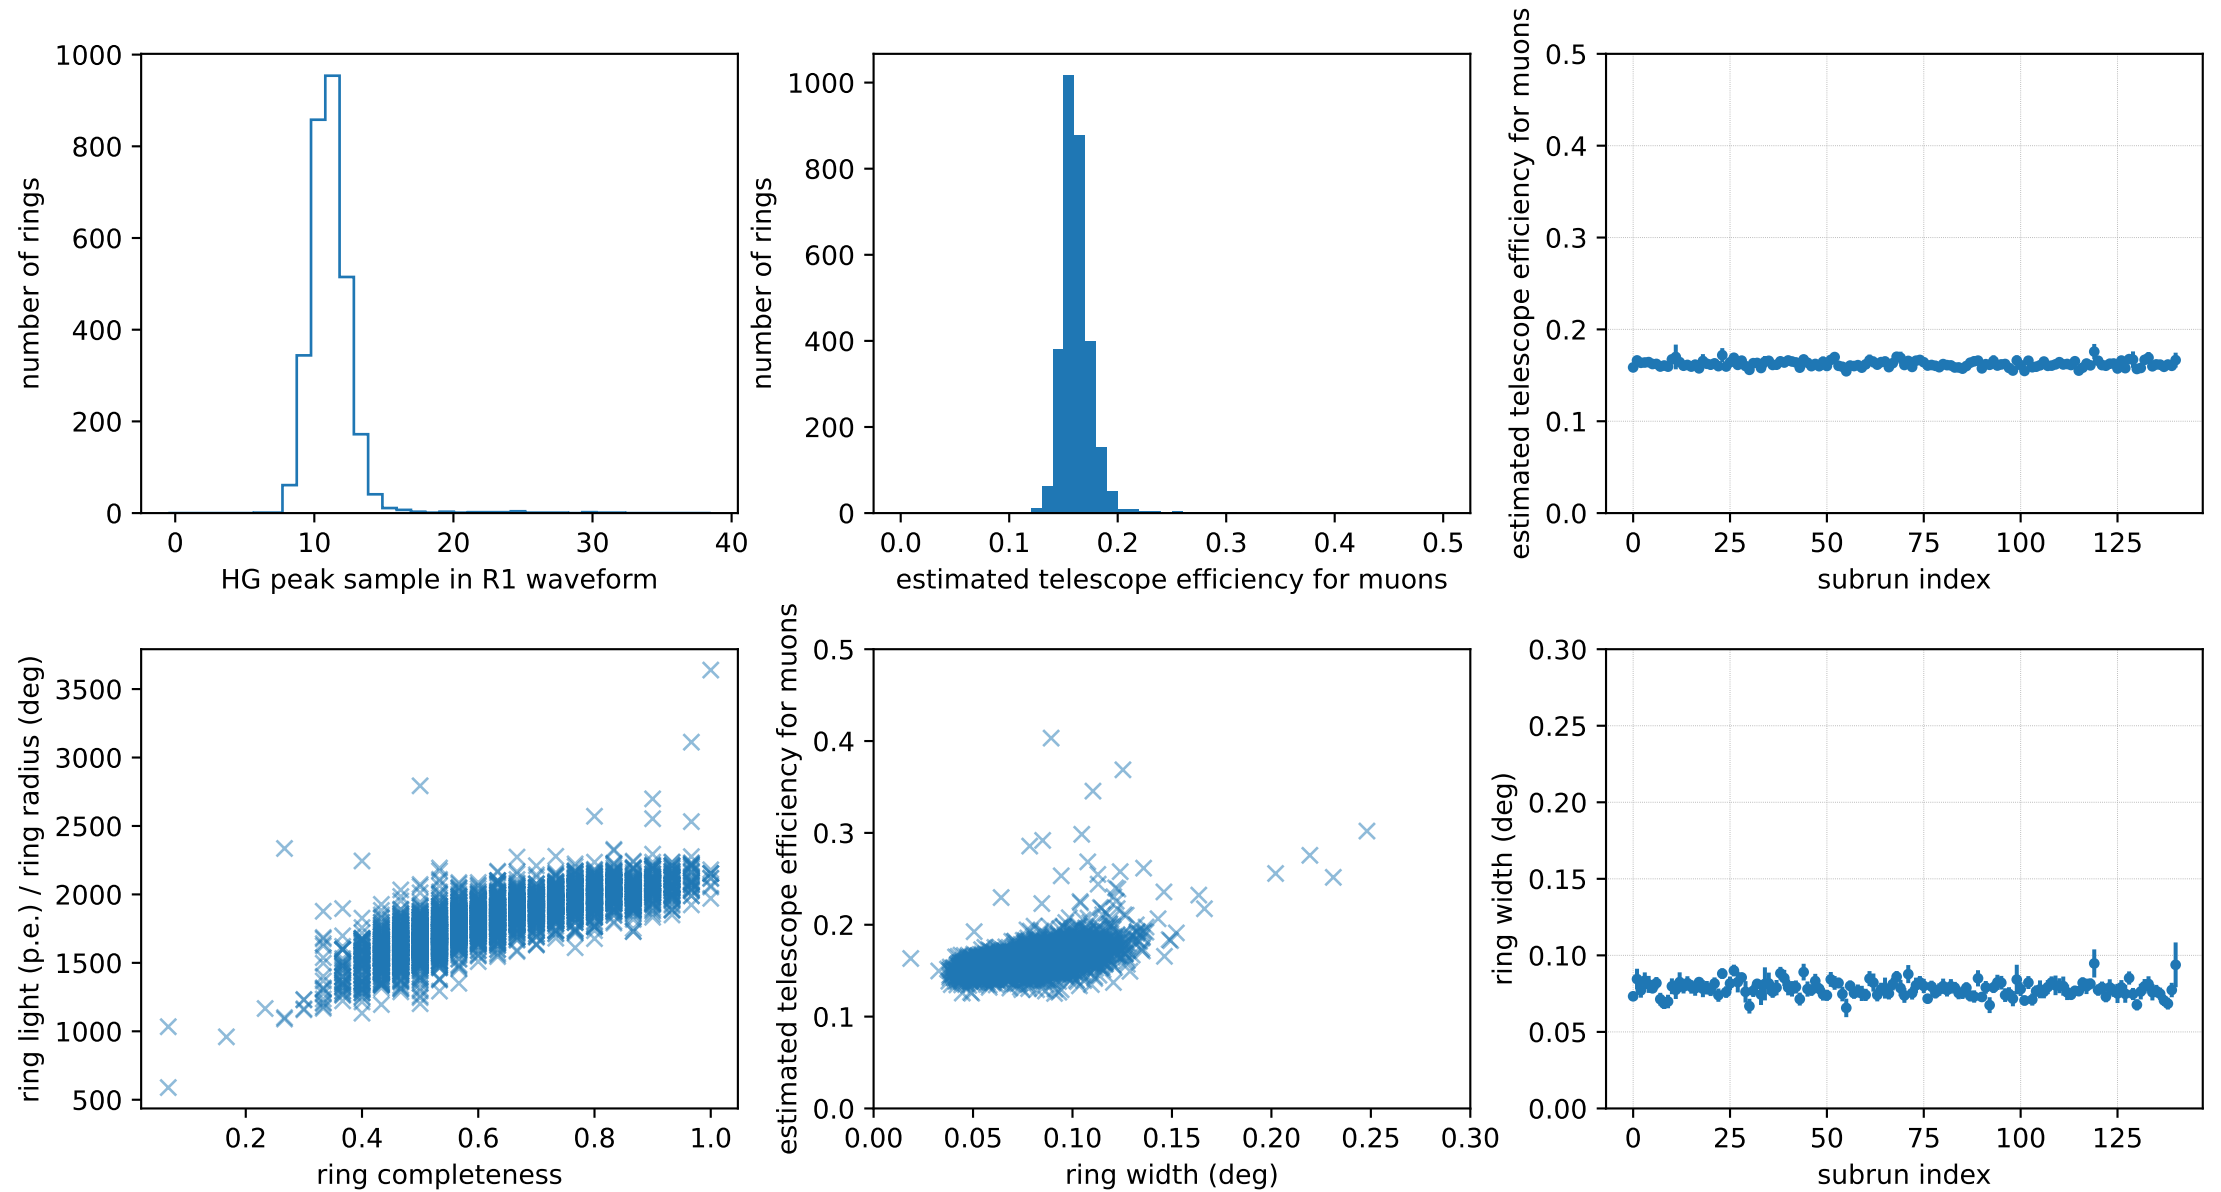 1000
800
600
400
200
0
number of rings
0 10 20 30 40
HG peak sample in R1 waveform
1000
800
600
400
200
0
number of rings
0.0 0.1 0.2 0.3 0.4 0.5
estimated telescope efficiency for muons
0.5
0.4
0.3
0.2
0.1
0.0
estimated telescope efficiency for muons
0 25 50 75 100 125
subrun index
3500
3000
2500
2000
1500
1000
500
ring light (p.e.) / ring radius (deg)
0.2 0.4 0.6 0.8 1.0
ring completeness
0.5
0.4
0.3
0.2
0.1
0.0
estimated telescope efficiency for muons
0.00 0.05 0.10 0.15 0.20 0.25 0.30
ring width (deg)
0.30
0.25
0.20
0.15
0.10
0.05
0.00
ring width (deg)
0 25 50 75 100 125
subrun index